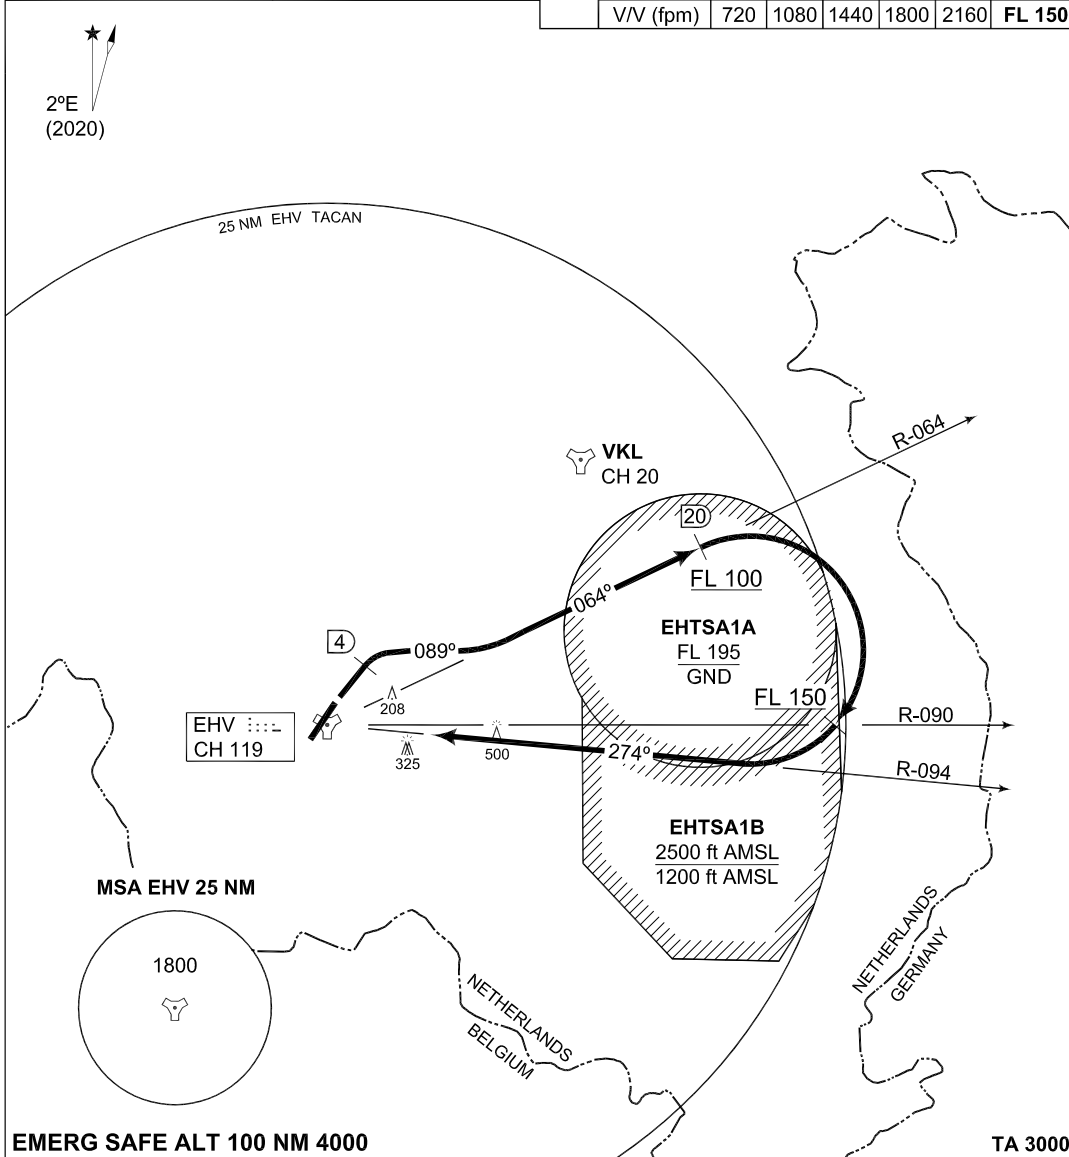 V/V (fpm) 720 1080 1440 1800 2160 FL 150
2ºE
(2020)
25 NM EHV TACAN
R-064
VKL
CH 20
20
FL 100
064º
EHTSA1A
FL 195
GND
4
089º
208
FL 150
EHV
CH 119
R-090
500
325
274º
R-094
EHTSA1B
2500 ft AMSL
1200 ft AMSL
MSA EHV 25 NM
1800
NETHERLANDS
GERMANY
NETHERLANDS
BELGIUM
EMERG SAFE ALT 100 NM 4000
TA 3000